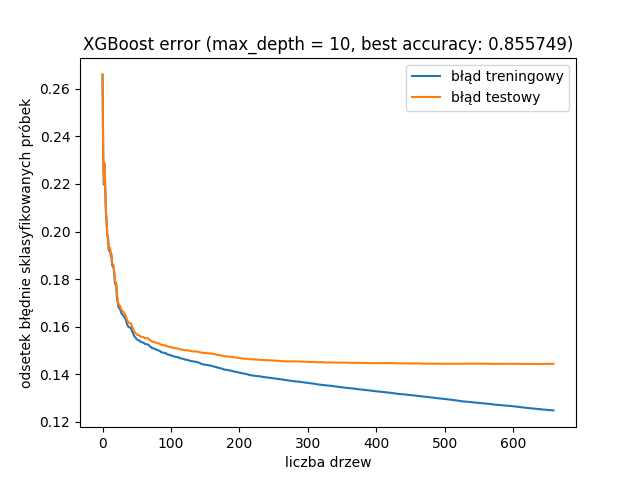 XGBoost error (max_depth = 10, best accuracy: 0.855749)
błąd treningowy
błąd testowy
odsetek błędnie sklasyfikowanych próbek
0.26
0.24
0.22
0.20
0.18
0.16
0.14
0.12
0 100 200 300 400 500 600
liczba drzew